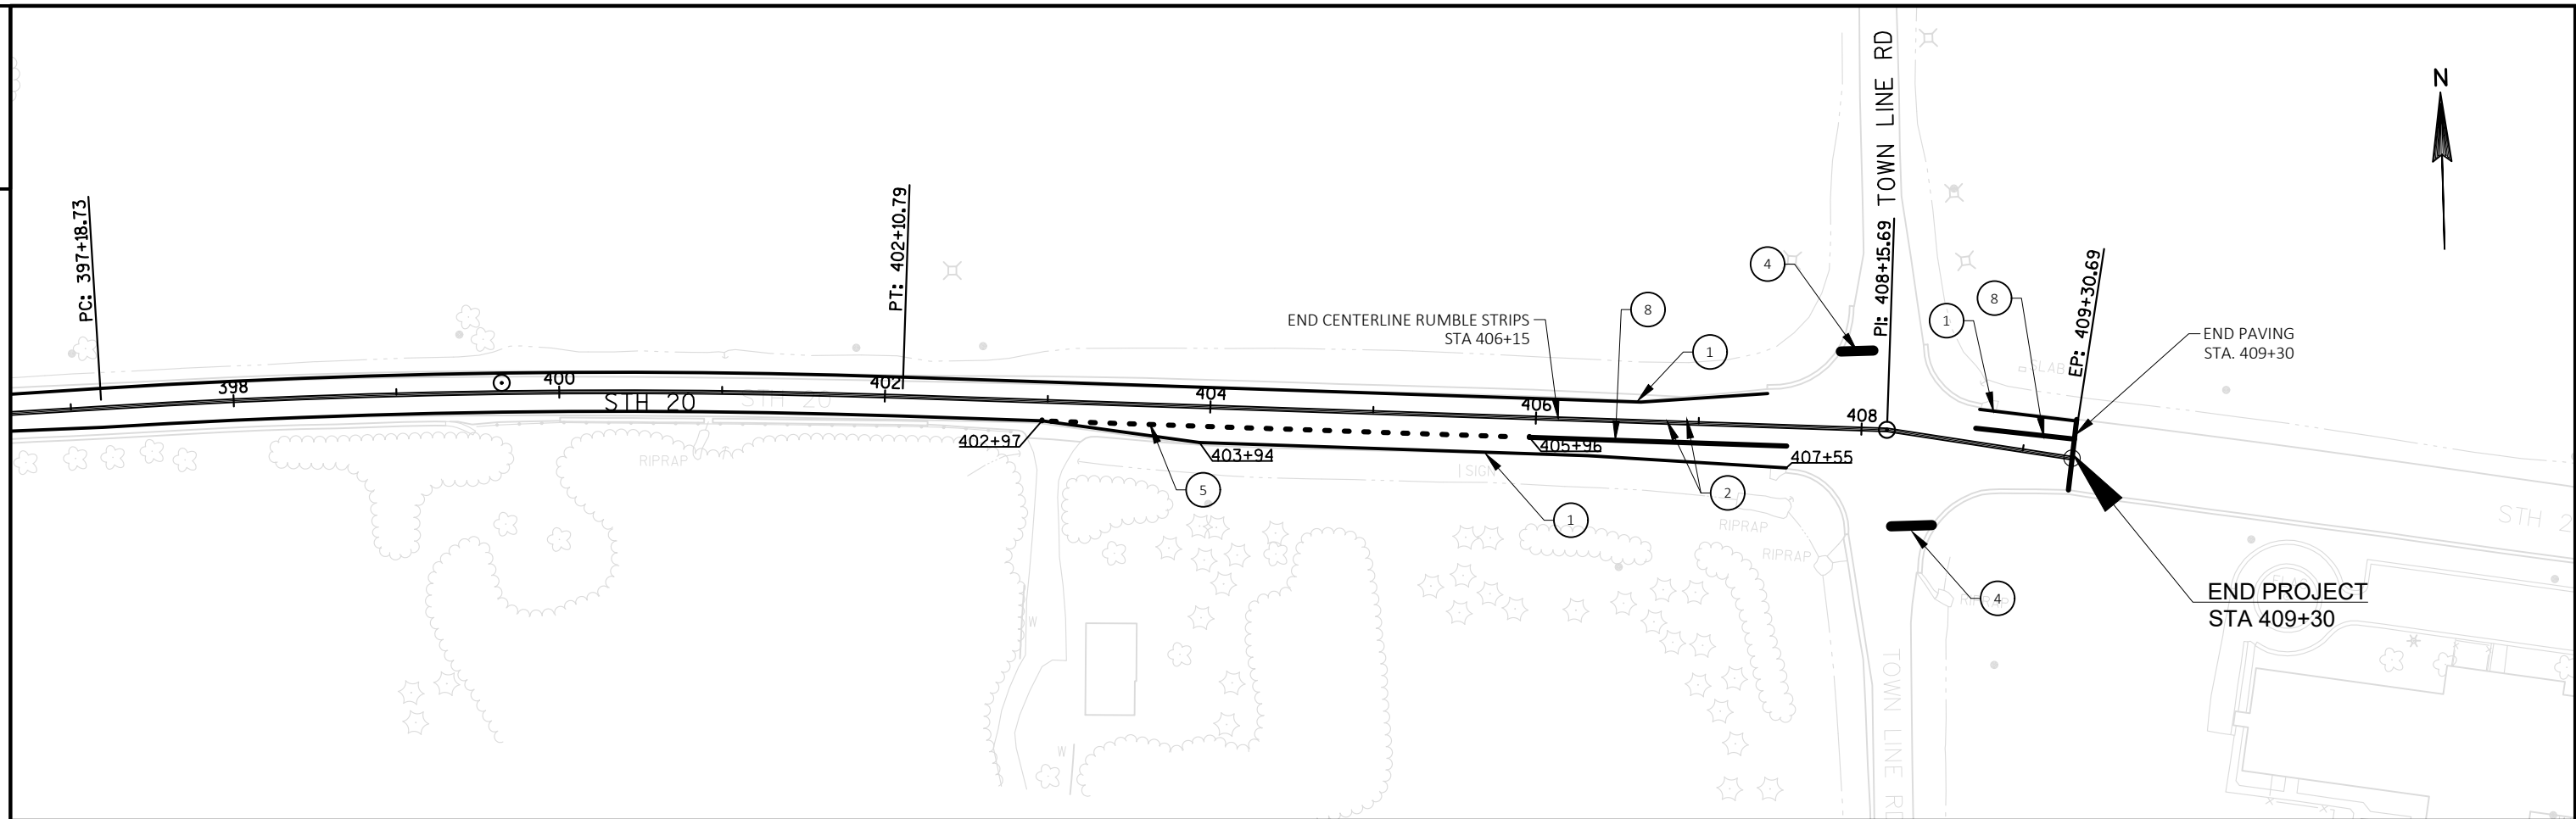 TOWN LINE RD
N
PC: 397+18.73
PT: 402+10.79
PI: 408+15.69
EP: 409+30.69
4
8
8
1
1
END CENTERLINE RUMBLE STRIPS
STA 406+15
END PAVING
STA. 409+30
SLAB
398
400
402
404
406
408
STH 20
STH 20
402+97
403+94
405+96
407+55
RIPRAP
SIGN
5
2
1
RIPRAP
RIPRAP
STH 2
4
RIPRAP
END PROJECT
STA 409+30
W
W
TOWN LINE RD